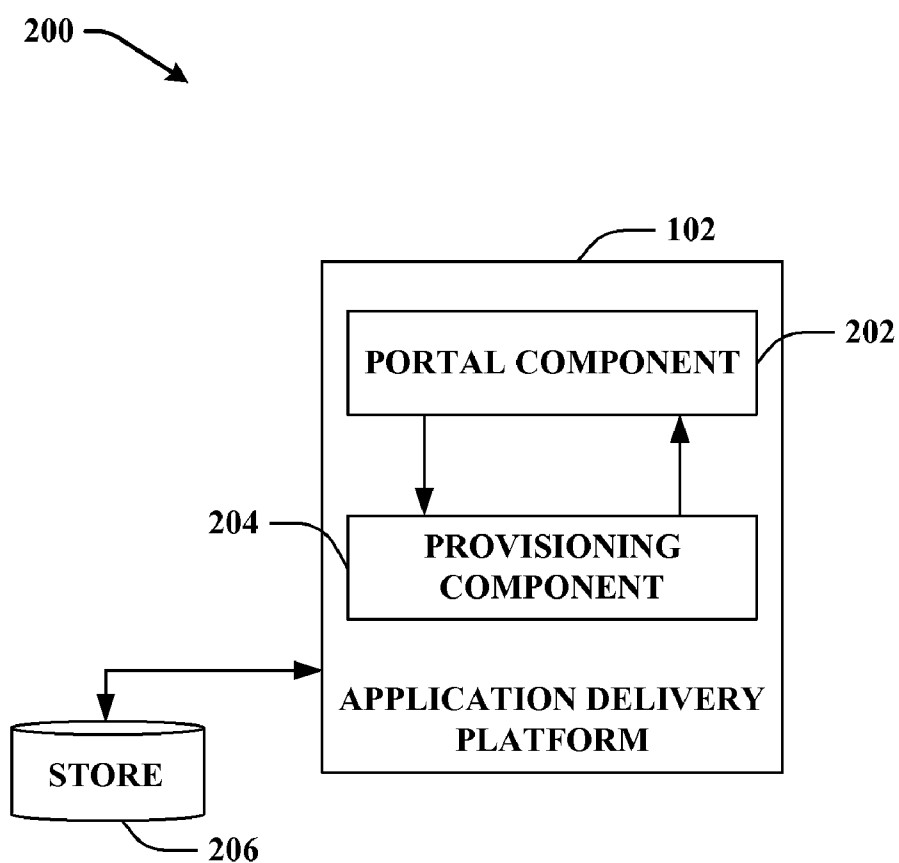 200
102
202
PORTAL COMPONENT
204
PROVISIONING
COMPONENT
APPLICATION DELIVERY
PLATFORM
STORE
206